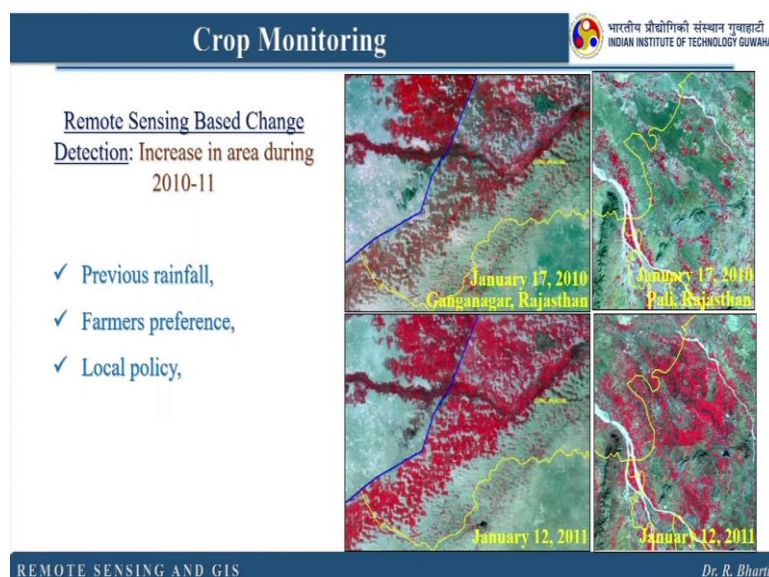 Crop Monitoring
भारतीय प्रौद्योगिकी संस्थान गुवाहाटी
INDIAN INSTITUTE OF TECHNOLOGY GUWAHA
Remote Sensing Based Change
Detection: Increase in area during
2010-11
✓ Previous rainfall,
✓ Farmers preference,
✓ Local policy,
January 17, 2010
Ganganagar, Rajasthan
January 17, 2010
Pali, Rajasthan
January 12, 2011
January 12, 2011
REMOTE SENSING AND GIS
Dr. R. Bharti